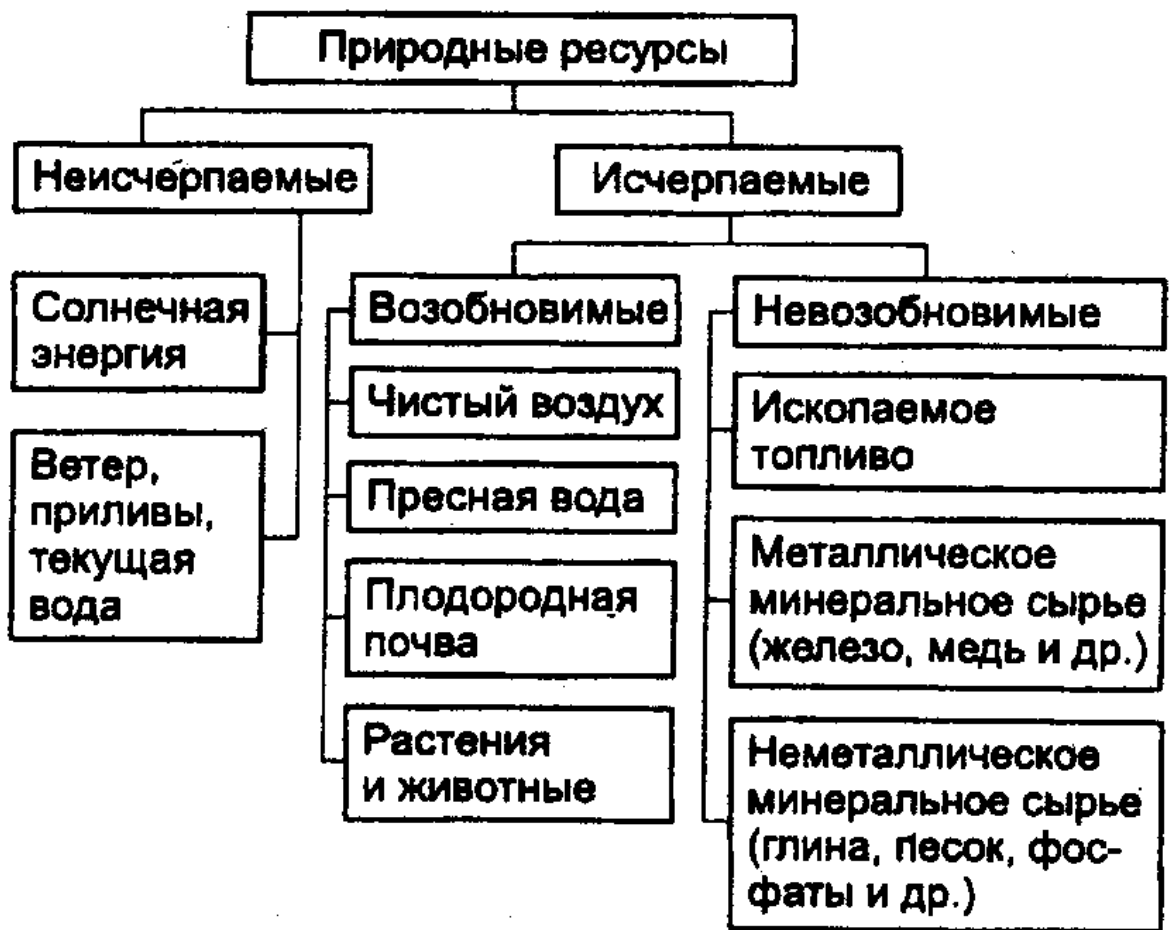 Природные ресурсы
Неисчерпаемые
Исчерпаемые
Солнечная
энергия
Ветер,
приливы,
текущая
вода
Возобновимые
Чистый воздух
Пресная вода
Плодородная
почва
Растения
и животные
Невозобновимые
Ископаемое
топливо
Металлическое
минеральное сырье
(железо, медь и др.)
Неметаллическое
минеральное сырье
(глина, песок, фос-
фаты и др.)